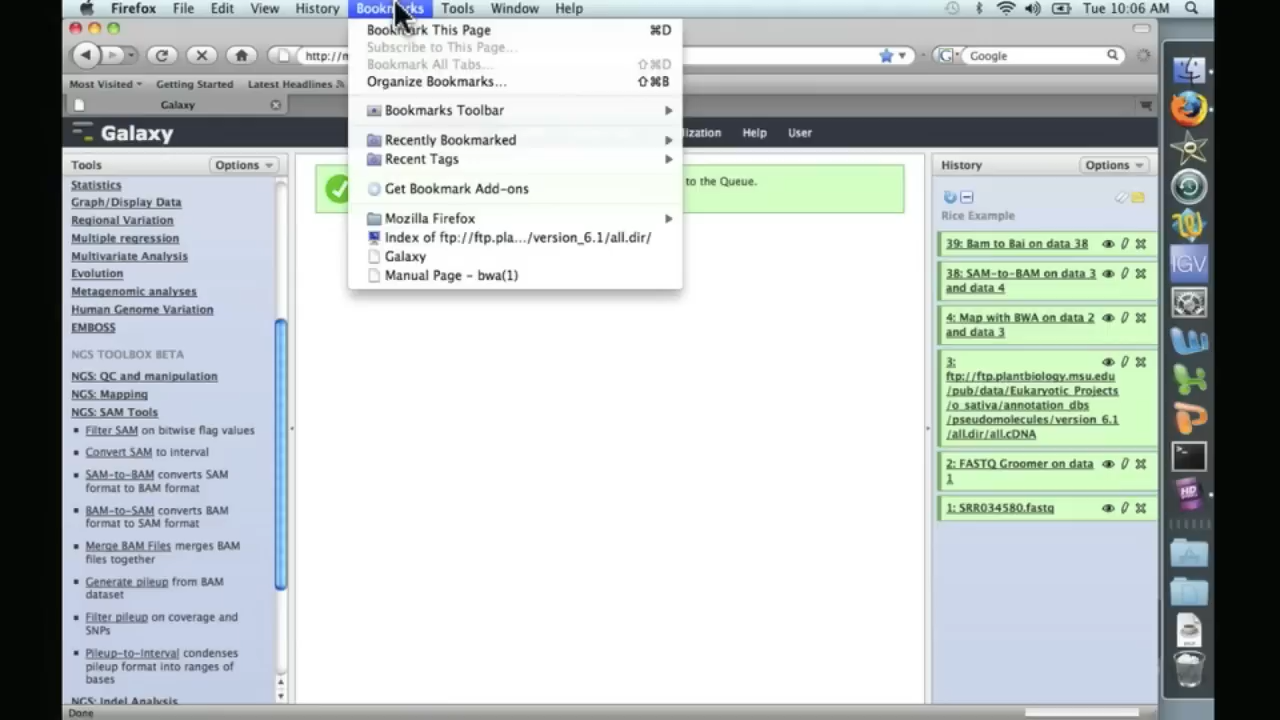 Firefox File Edit View History Bookmarks Tools Window Help Tue 10:06 AM
Bookmark This Page ⌘D
Subscribe to This Page...
Bookmark All Tabs... ⇧⌘D
Organize Bookmarks... ⇧⌘B
Bookmarks Toolbar
Recently Bookmarked
Recent Tags
Get Bookmark Add-ons
Mozilla Firefox
Index of ftp://ftp.pla.../version_6.1/all.dir/
Galaxy
Manual Page - bwa(1)
http://m
Google
Most Visited Getting Started Latest Headlines
Galaxy
Galaxy
lization Help User
Tools Options
Statistics
Graph/Display Data
Regional Variation
Multiple regression
Multivariate Analysis
Evolution
Metagenomic analyses
Human Genome Variation
EMBOSS
NGS TOOLBOX BETA
NGS: QC and manipulation
NGS: Mapping
NGS: SAM Tools
Filter SAM on bitwise flag values
Convert SAM to interval
SAM-to-BAM converts SAM
format to BAM format
BAM-to-SAM converts BAM
format to SAM format
Merge BAM Files merges BAM
files together
Generate pileup from BAM
dataset
Filter pileup on coverage and
SNPs
Pileup-to-Interval condenses
pileup format into ranges of
bases
NGS: Indel Analysis
to the Queue.
History Options
Rice Example
39: Bam to Bai on data 38
38: SAM-to-BAM on data 3
and data 4
4: Map with BWA on data 2
and data 3
3:
ftp://ftp.plantbiology.msu.edu
/pub/data/Eukaryotic_Projects
/o_sativa/annotation_dbs
/pseudomolecules/version_6.1
/all.dir/all.cDNA
2: FASTQ Groomer on data
1
1: SRR034580.fastq
IGV
HD
Done